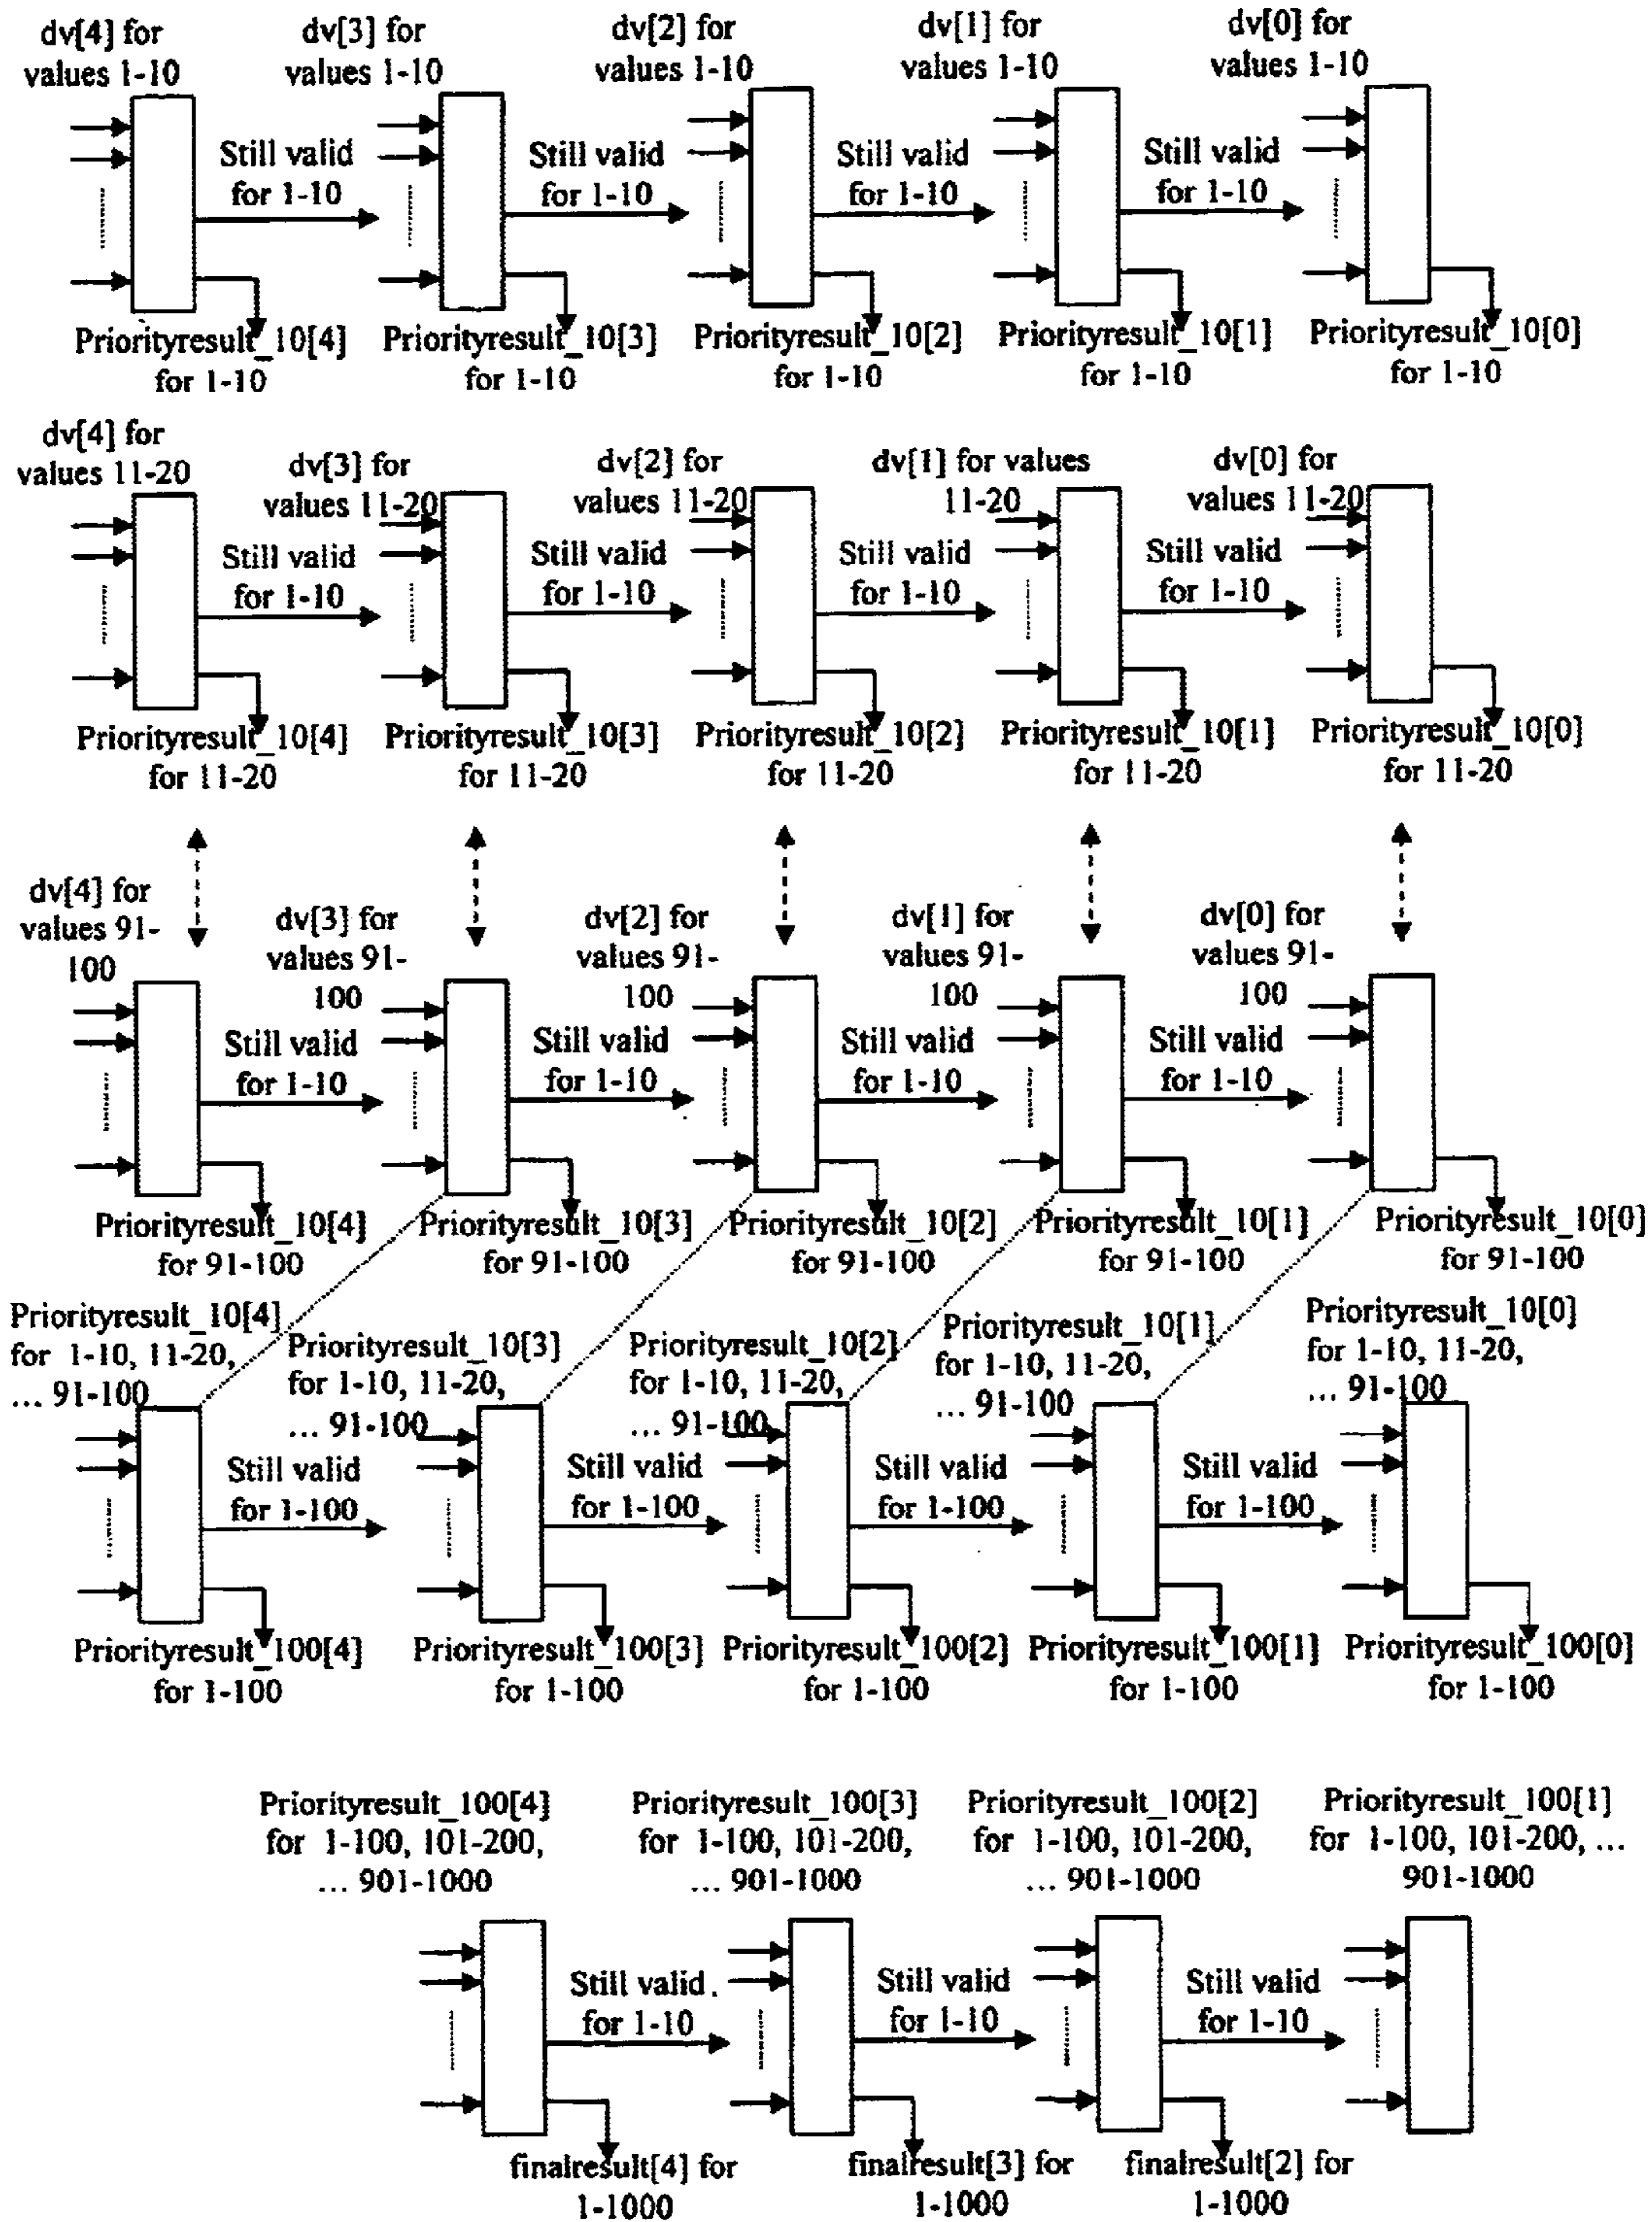 dv[4] for
values 1-10
dv[3] for
values 1-10
dv[2] for
values 1-10
dv[1] for
values 1-10
dv[0] for
values 1-10
Still valid
for 1-10
Still valid
for 1-10
Still valid
for 1-10
Still valid
for 1-10
Priorityresult_10[4]
for 1-10
Priorityresult_10[3]
for 1-10
Priorityresult_10[2]
for 1-10
Priorityresult_10[1]
for 1-10
Priorityresult_10[0]
for 1-10
dv[4] for
values 11-20
dv[3] for
values 11-20
dv[2] for
values 11-20
dv[1] for values
11-20
dv[0] for
values 11-20
Still valid
for 1-10
Still valid
for 1-10
Still valid
for 1-10
Still valid
for 1-10
Priorityresult_10[4]
for 11-20
Priorityresult_10[3]
for 11-20
Priorityresult_10[2]
for 11-20
Priorityresult_10[1]
for 11-20
Priorityresult_10[0]
for 11-20
dv[4] for
values 91-
100
dv[3] for
values 91-
100
dv[2] for
values 91-
100
dv[1] for
values 91-
100
dv[0] for
values 91-
100
Still valid
for 1-10
Still valid
for 1-10
Still valid
for 1-10
Still valid
for 1-10
Priorityresult_10[4]
for 91-100
Priorityresult_10[3]
for 91-100
Priorityresult_10[2]
for 91-100
Priorityresult_10[1]
for 91-100
Priorityresult_10[0]
for 91-100
Priorityresult_10[4]
for 1-10, 11-20,
... 91-100
Priorityresult_10[3]
for 1-10, 11-20,
... 91-100
Priorityresult_10[2]
for 1-10, 11-20,
... 91-100
Priorityresult_10[1]
for 1-10, 11-20,
... 91-100
Priorityresult_10[0]
for 1-10, 11-20,
... 91-100
Still valid
for 1-100
Still valid
for 1-100
Still valid
for 1-100
Still valid
for 1-100
Priorityresult_100[4]
for 1-100
Priorityresult_100[3]
for 1-100
Priorityresult_100[2]
for 1-100
Priorityresult_100[1]
for 1-100
Priorityresult_100[0]
for 1-100
Priorityresult_100[4]
for 1-100, 101-200,
... 901-1000
Priorityresult_100[3]
for 1-100, 101-200,
... 901-1000
Priorityresult_100[2]
for 1-100, 101-200,
... 901-1000
Priorityresult_100[1]
for 1-100, 101-200, ...
901-1000
Still valid
for 1-10
Still valid
for 1-10
Still valid
for 1-10
finalresult[4] for
1-1000
finalresult[3] for
1-1000
finalresult[2] for
1-1000